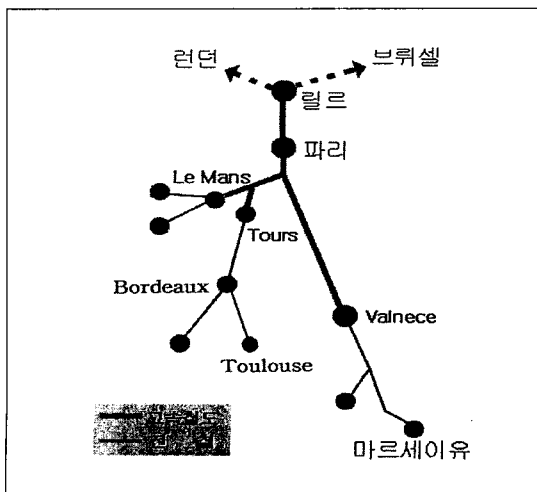 런던
브뤼셀
릴르
파리
Le Mans
Tours
Bordeaux
Valnece
Toulouse
마르세이유